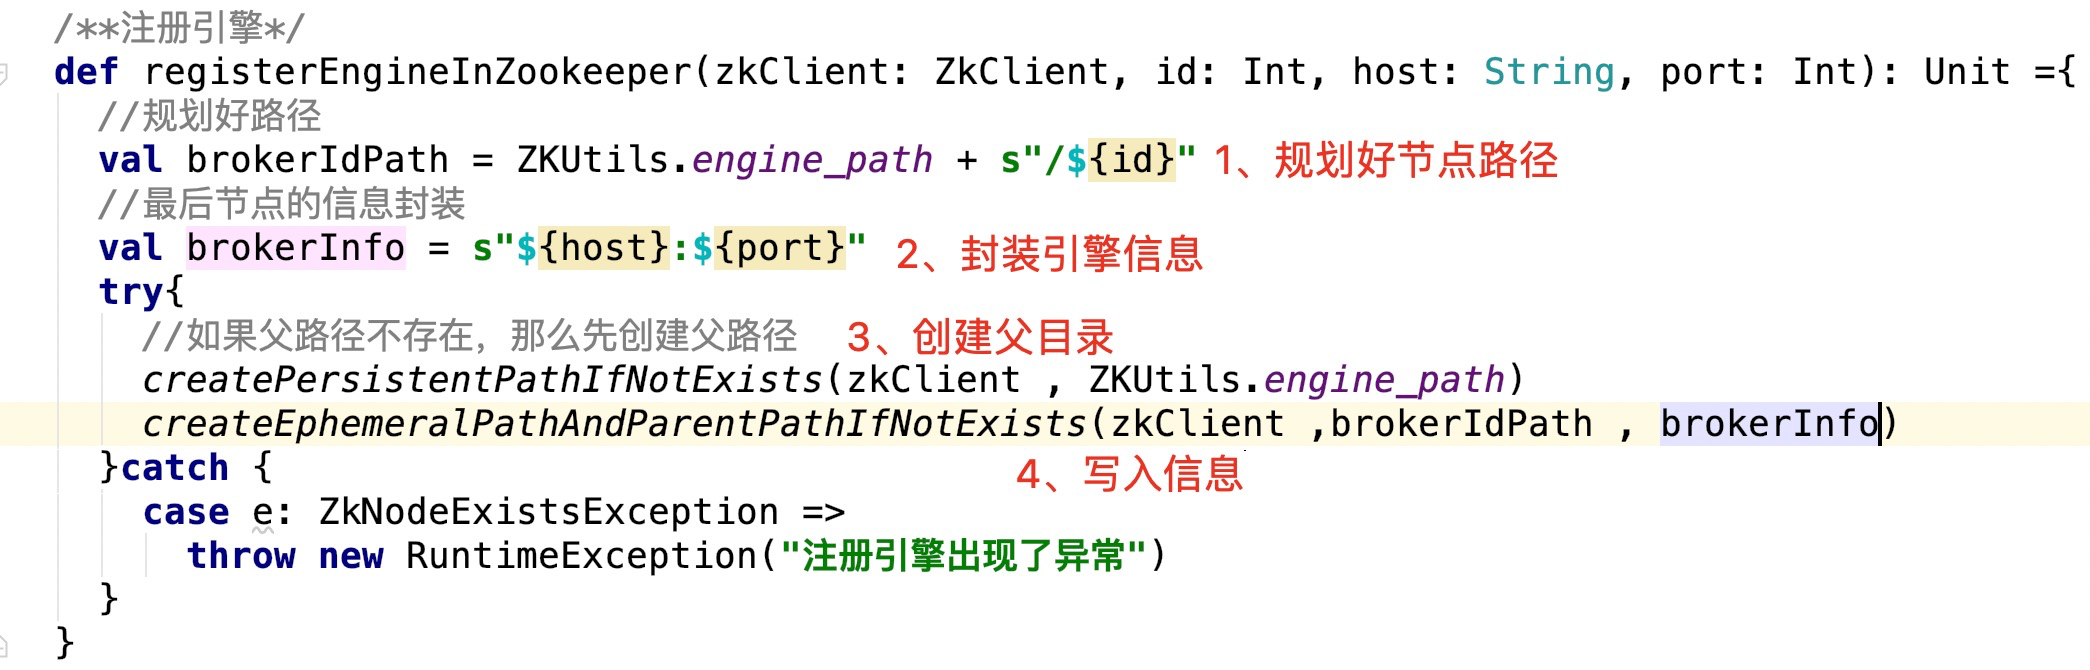 /**注册引擎*/
def registerEngineInZookeeper(zkClient: ZkClient, id: Int, host: String, port: Int): Unit ={
//规划好路径
val brokerIdPath = ZKUtils.engine_path + s"/${id}" 1、规划好节点路径
//最后节点的信息封装
val brokerInfo = s"${host}:${port}" 2、封装引擎信息
try{
//如果父路径不存在，那么先创建父路径 3、创建父目录
createPersistentPathIfNotExists(zkClient , ZKUtils.engine_path)
createEphemeralPathAndParentPathIfNotExists(zkClient ,brokerIdPath , brokerInfo)
}catch {
4、写入信息
case e: ZkNodeExistsException =>
throw new RuntimeException("注册引擎出现了异常")
}
}